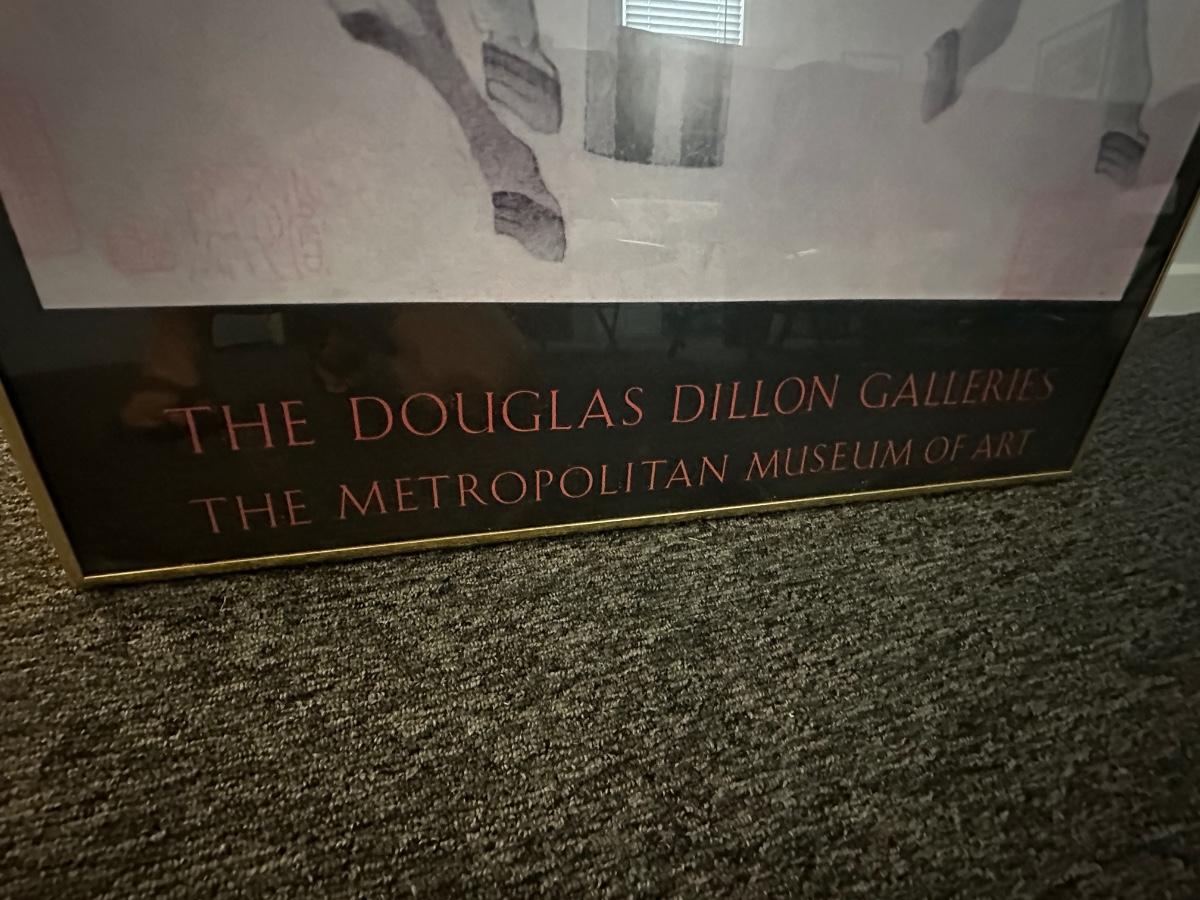 THE DOUGLAS DILLON GALLERIES
THE METROPOLITAN MUSEUM OF ART